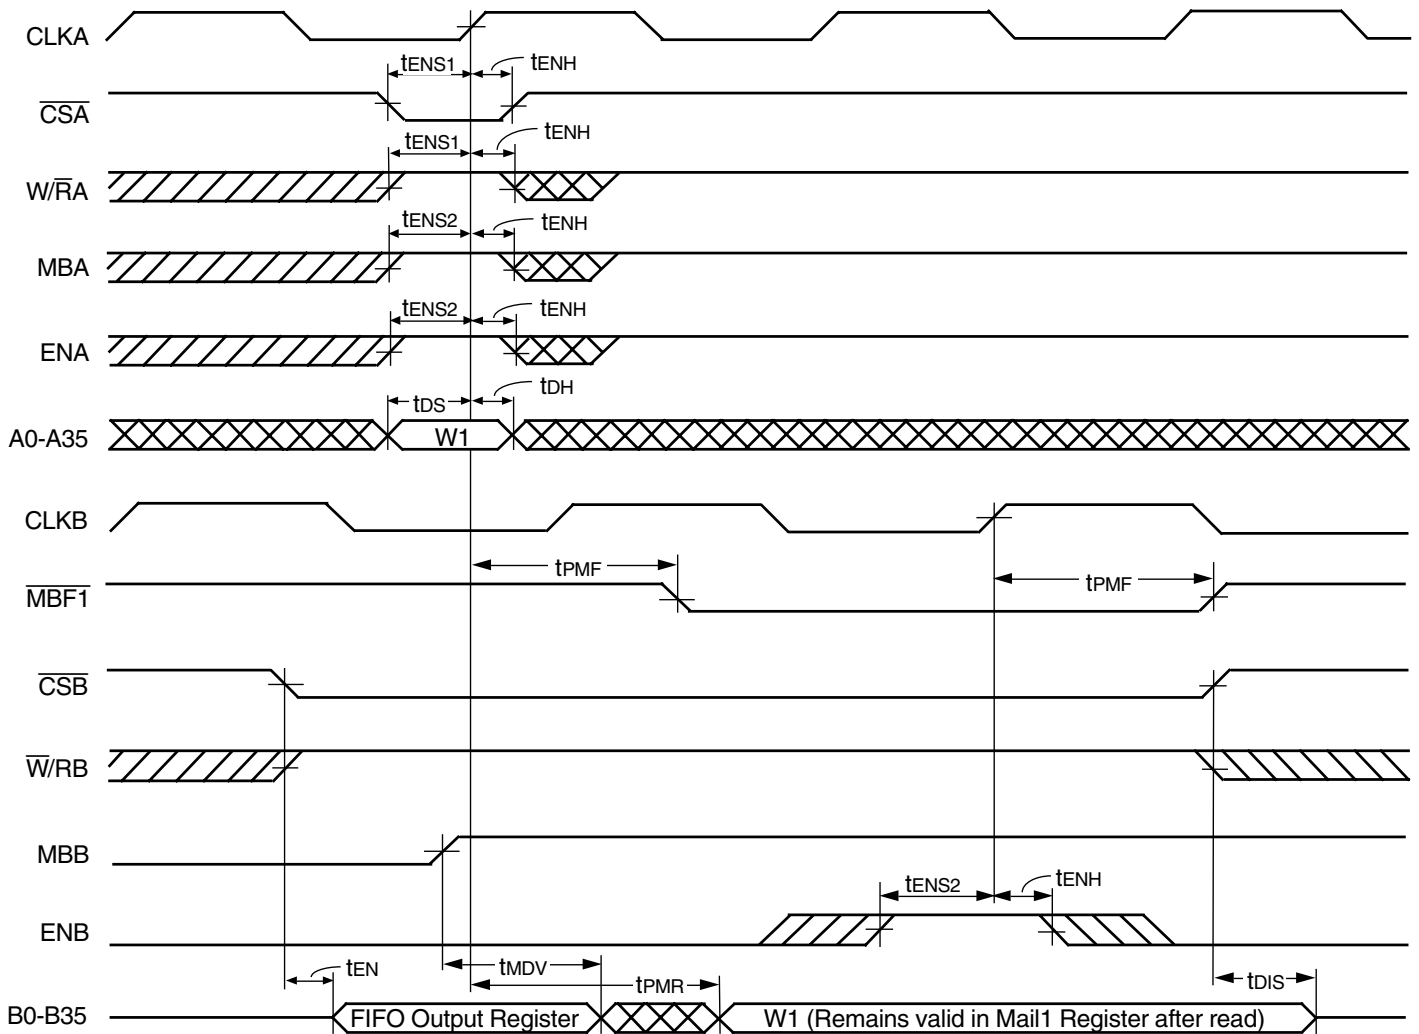 CLKA
tENS1 tENH
CSA
tENS1 tENH
W/RA
tENS2 tENH
MBA
tENS2 tENH
ENA
tDS tDH
A0-A35 W1
CLKB
tPMF tPMF
MBF1
CSB
W/RB
MBB
tENS2 tENH
ENB
tEN tMDV tPMR tDIS
B0-B35 FIFO Output Register W1 (Remains valid in Mail1 Register after read)